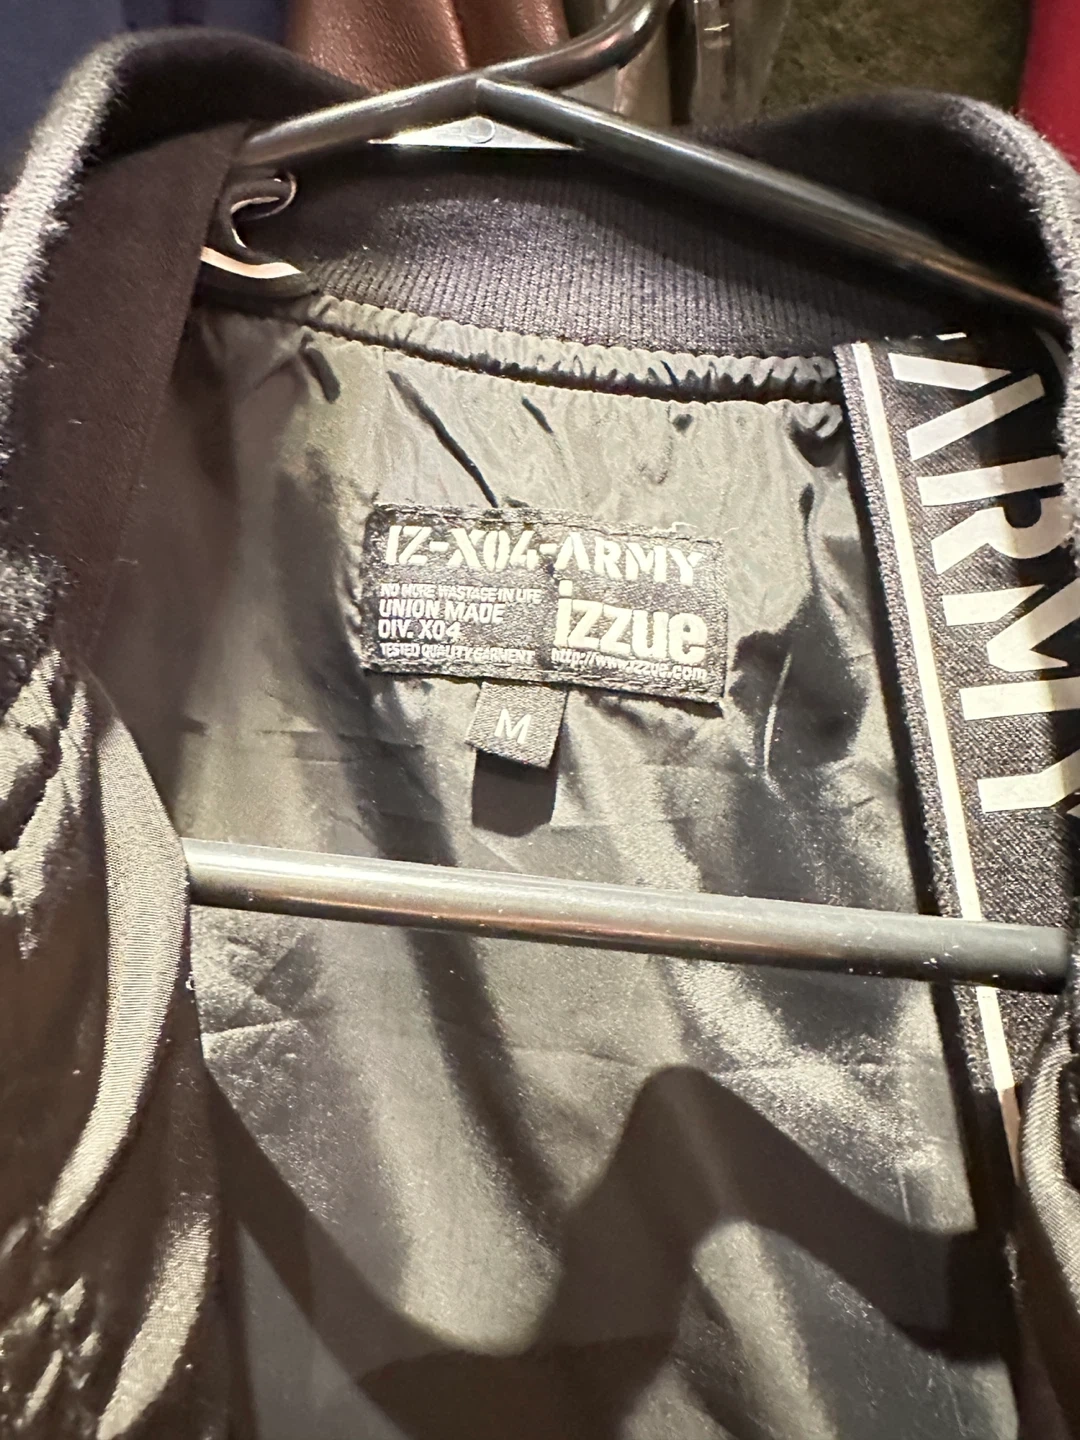 IZ-X04-ARMY
NO MORE WASTAGE IN LIFE
UNION MADE
DIV. X04
TESTED QUALITY GARMENT
izzue
http://www.izzue.com
M
ARMY